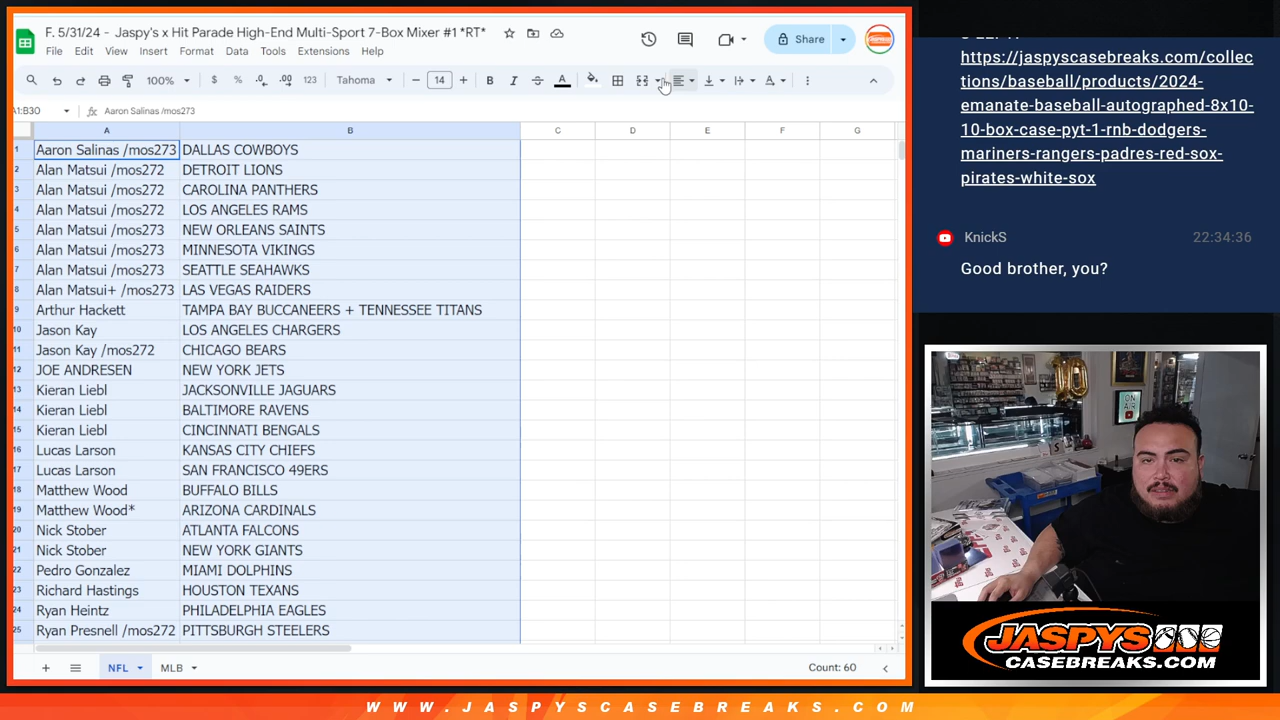 F. 5/31/24 - Jaspy's x Hit Parade High-End Multi-Sport 7-Box Mixer #1 *RT*
Share
File Edit View Insert Format Data Tools Extensions Help
100% $ % .0 .00 123 Tahoma 14 B I A
A1:B30 fx Aaron Salinas /mos273
A B C D E F G
1 Aaron Salinas /mos273 DALLAS COWBOYS
2 Alan Matsui /mos272 DETROIT LIONS
3 Alan Matsui /mos272 CAROLINA PANTHERS
4 Alan Matsui /mos272 LOS ANGELES RAMS
5 Alan Matsui /mos273 NEW ORLEANS SAINTS
6 Alan Matsui /mos273 MINNESOTA VIKINGS
7 Alan Matsui /mos273 SEATTLE SEAHAWKS
8 Alan Matsui+ /mos273 LAS VEGAS RAIDERS
9 Arthur Hackett TAMPA BAY BUCCANEERS + TENNESSEE TITANS
10 Jason Kay LOS ANGELES CHARGERS
11 Jason Kay /mos272 CHICAGO BEARS
12 JOE ANDRESEN NEW YORK JETS
13 Kieran Liebl JACKSONVILLE JAGUARS
14 Kieran Liebl BALTIMORE RAVENS
15 Kieran Liebl CINCINNATI BENGALS
16 Lucas Larson KANSAS CITY CHIEFS
17 Lucas Larson SAN FRANCISCO 49ERS
18 Matthew Wood BUFFALO BILLS
19 Matthew Wood* ARIZONA CARDINALS
20 Nick Stober ATLANTA FALCONS
21 Nick Stober NEW YORK GIANTS
22 Pedro Gonzalez MIAMI DOLPHINS
23 Richard Hastings HOUSTON TEXANS
24 Ryan Heintz PHILADELPHIA EAGLES
25 Ryan Presnell /mos272 PITTSBURGH STEELERS
NFL MLB Count: 60
https://jaspyscasebreaks.com/collec
tions/baseball/products/2024-
emanate-baseball-autographed-8x10-
10-box-case-pyt-1-rnb-dodgers-
mariners-rangers-padres-red-sox-
pirates-white-sox
KnickS 22:34:36
Good brother, you?
10
ON
AIR
JASPYS
CASEBREAKS.COM
WWW.JASPYSCASEBREAKS.COM